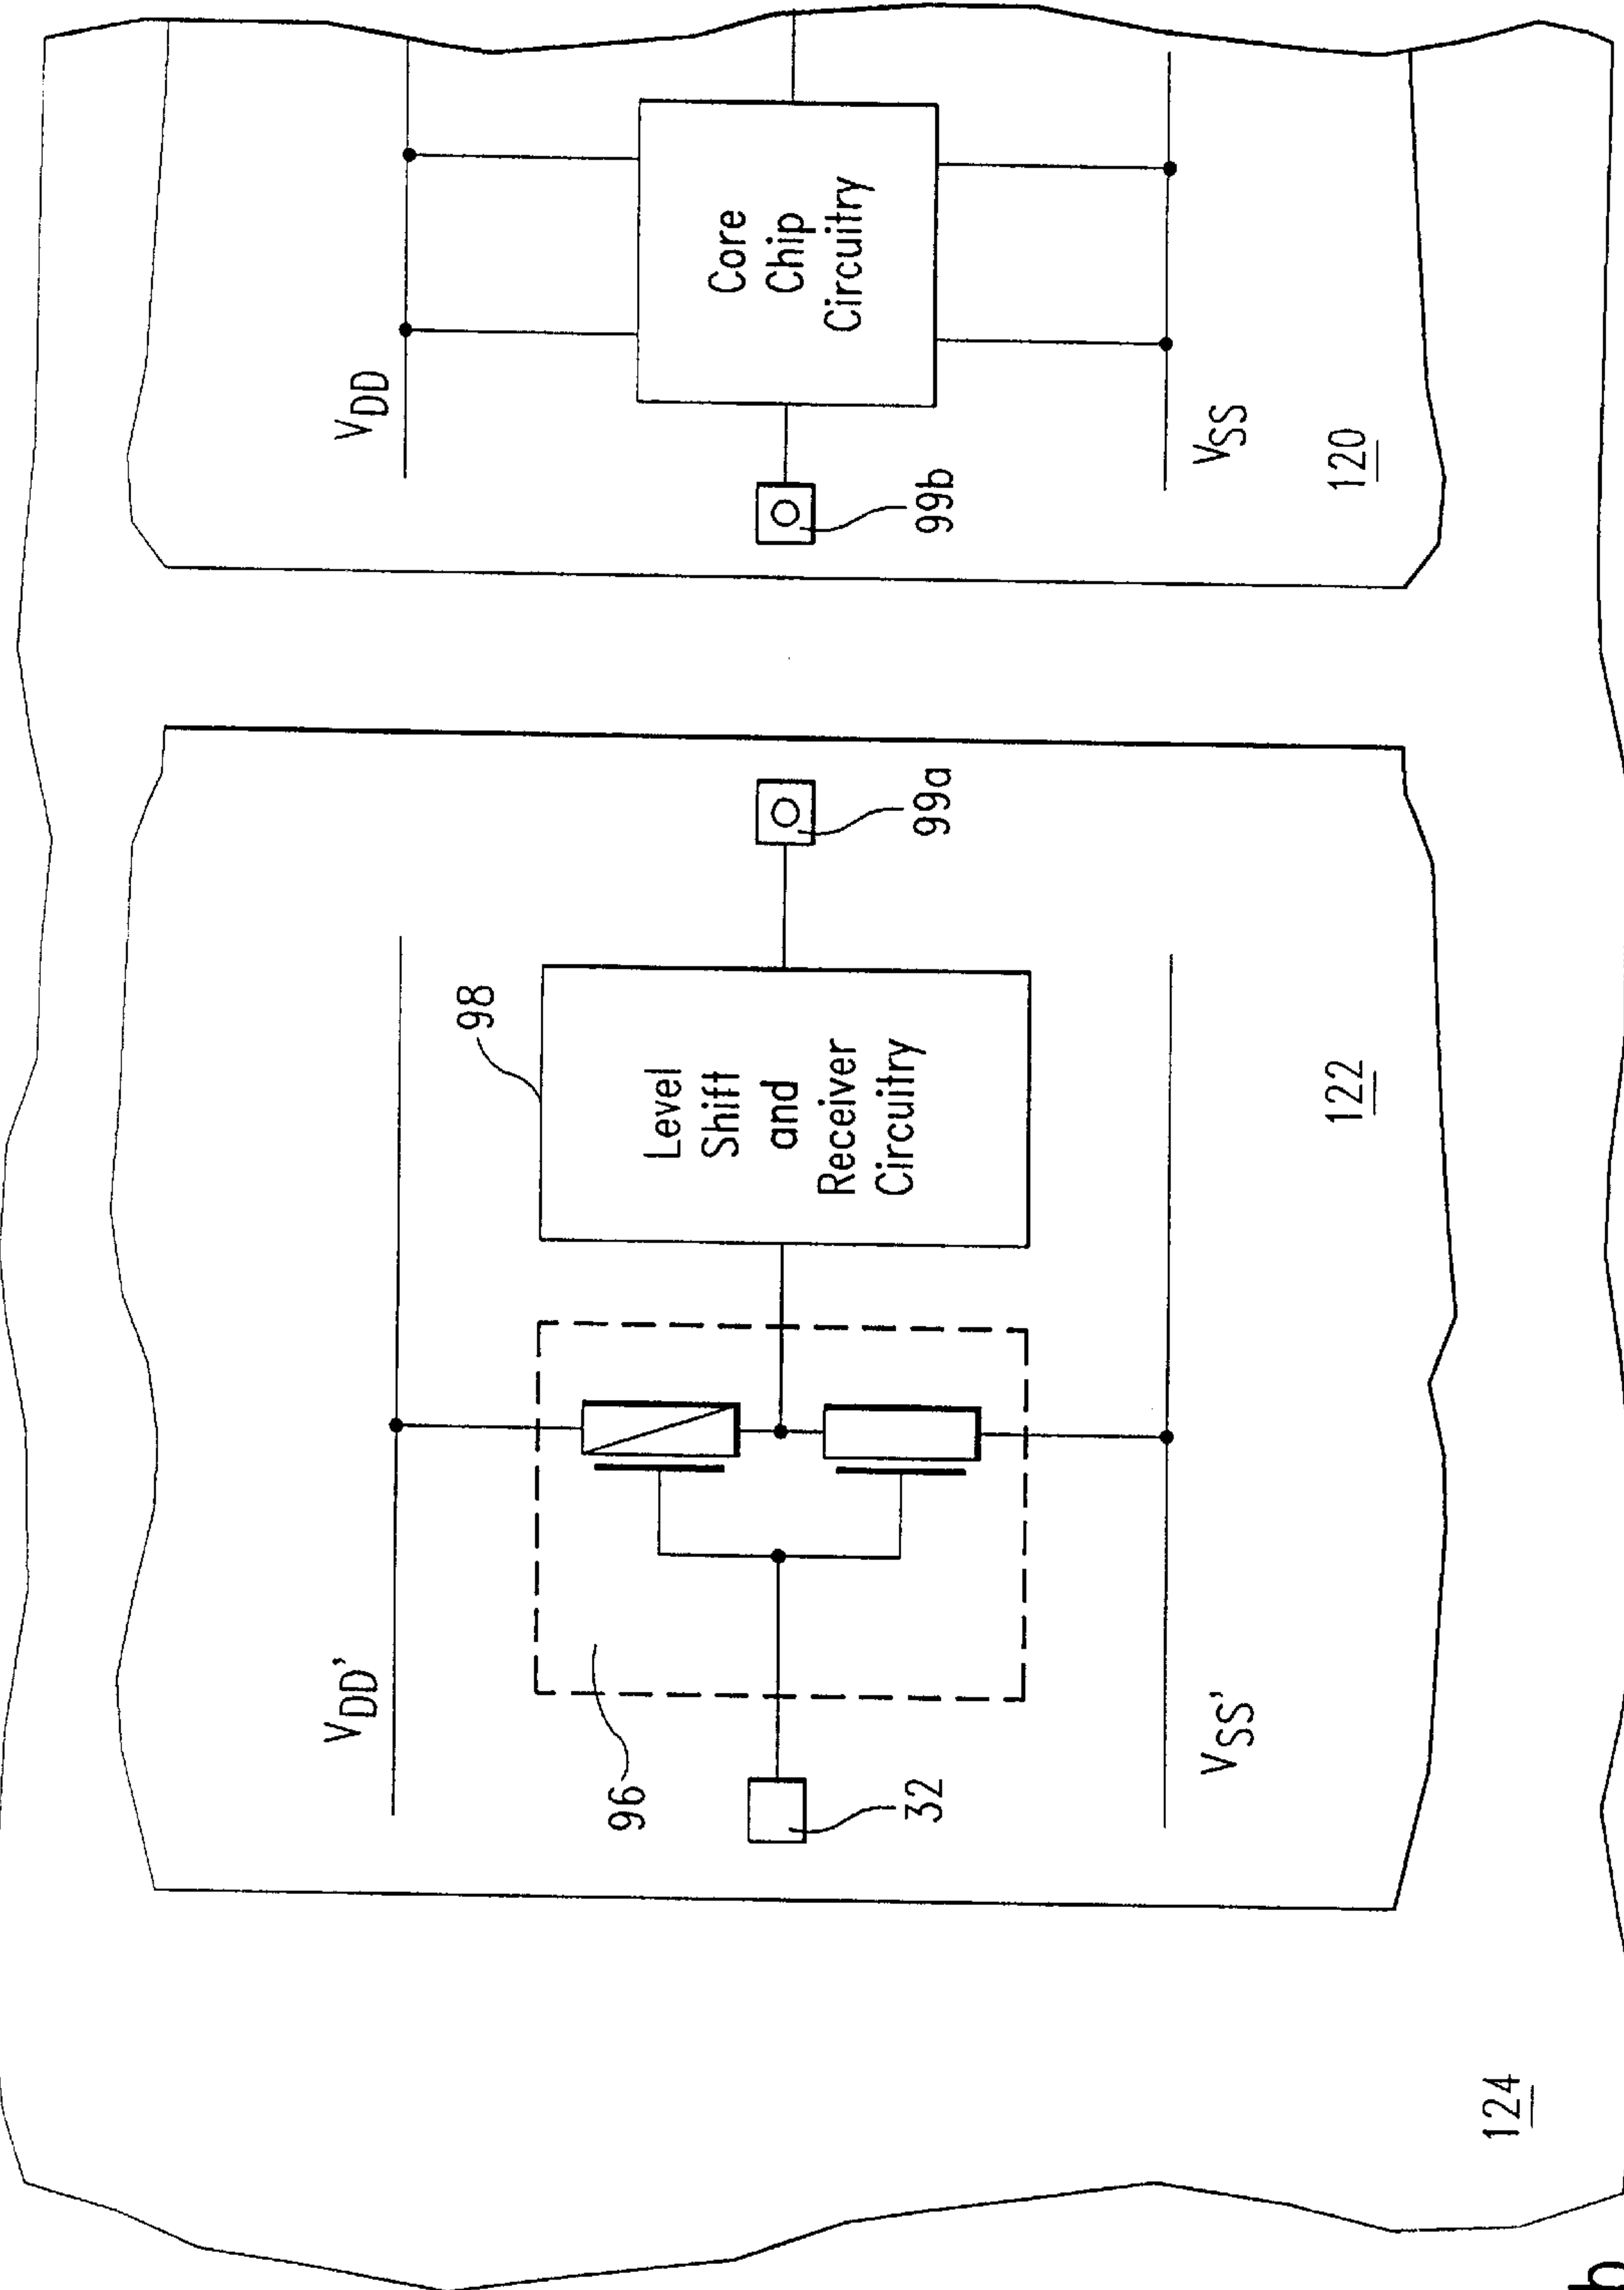 V_DD'
96
32
V_SS'
98
Level
Shift
and
Receiver
Circuitry
99a
122
V_DD
99b
Core
Chip
Circuitry
V_SS
120
124